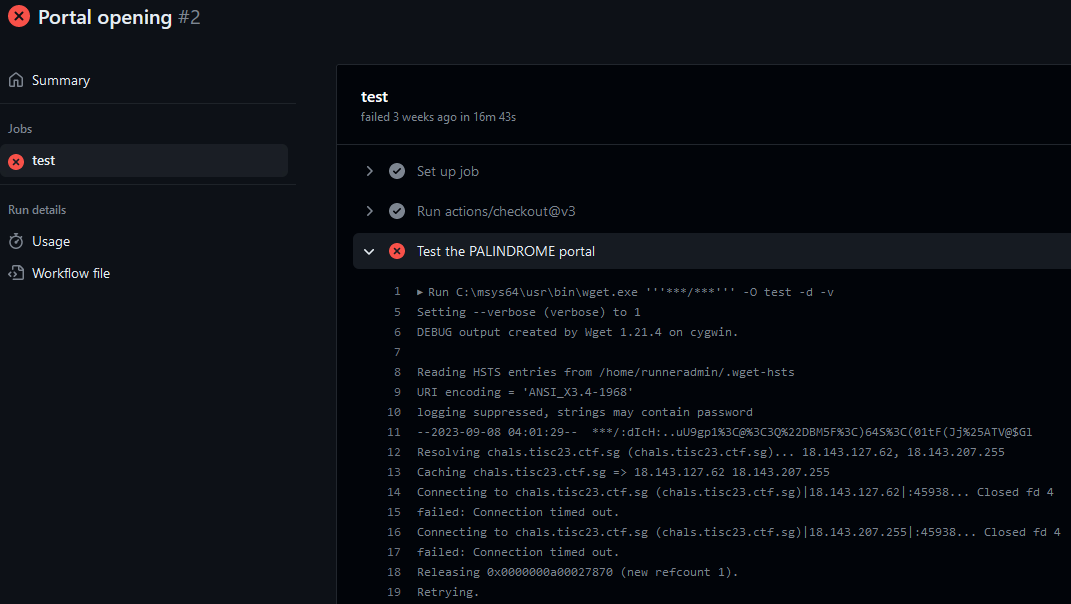 Portal opening #2
Summary
Jobs
test
Run details
Usage
Workflow file
test
failed 3 weeks ago in 16m 43s
Set up job
Run actions/checkout@v3
Test the PALINDROME portal
1 ▸ Run C:\msys64\usr\bin\wget.exe '''***/***''' -O test -d -v
5 Setting --verbose (verbose) to 1
6 DEBUG output created by Wget 1.21.4 on cygwin.
7
8 Reading HSTS entries from /home/runneradmin/.wget-hsts
9 URI encoding = 'ANSI_X3.4-1968'
10 logging suppressed, strings may contain password
11 --2023-09-08 04:01:29-- ***/:dIcH:..uU9gp1%3C@%3C3Q%22DBM5F%3C)64S%3C(01tF(Jj%25ATV@$Gl
12 Resolving chals.tisc23.ctf.sg (chals.tisc23.ctf.sg)... 18.143.127.62, 18.143.207.255
13 Caching chals.tisc23.ctf.sg => 18.143.127.62 18.143.207.255
14 Connecting to chals.tisc23.ctf.sg (chals.tisc23.ctf.sg)|18.143.127.62|:45938... Closed fd 4
15 failed: Connection timed out.
16 Connecting to chals.tisc23.ctf.sg (chals.tisc23.ctf.sg)|18.143.207.255|:45938... Closed fd 4
17 failed: Connection timed out.
18 Releasing 0x0000000a00027870 (new refcount 1).
19 Retrying.